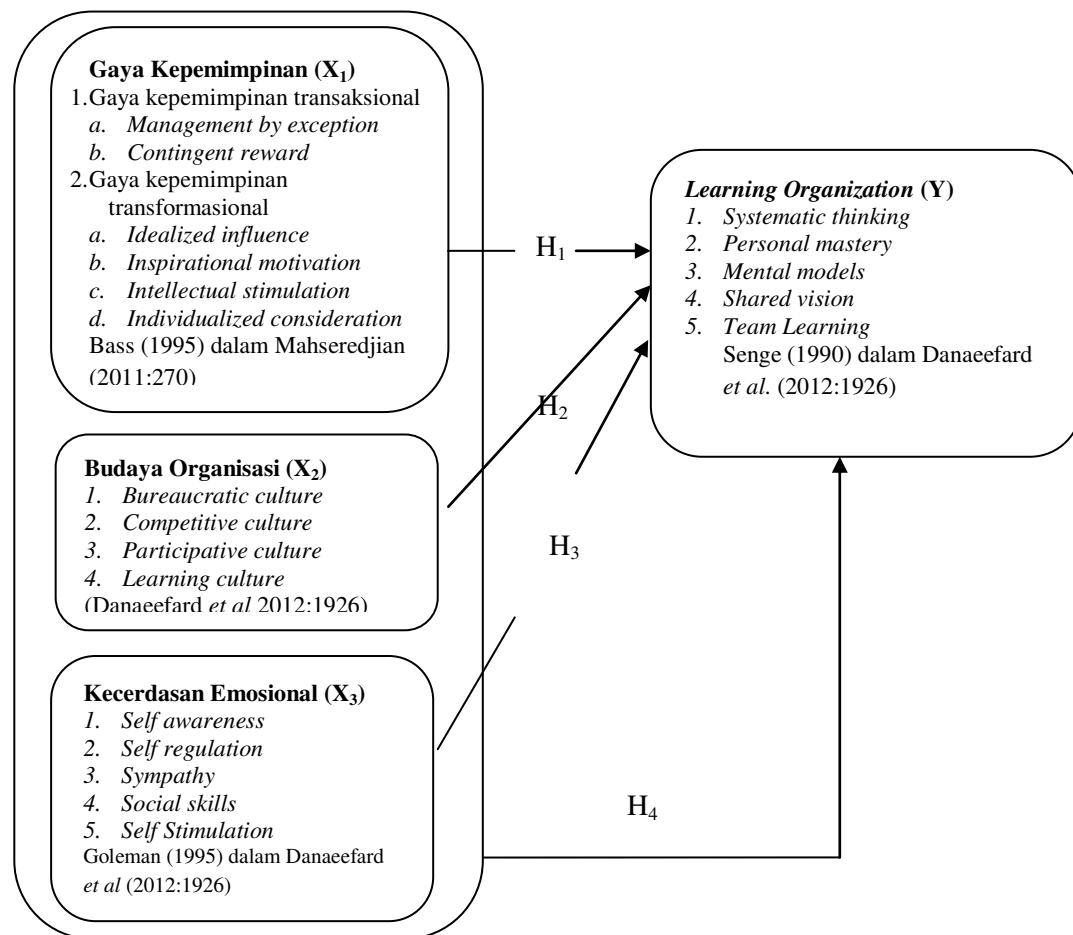 Gaya Kepemimpinan (X₁)
1.Gaya kepemimpinan transaksional
a. Management by exception
b. Contingent reward
2.Gaya kepemimpinan
transformasional
a. Idealized influence
b. Inspirational motivation
c. Intellectual stimulation
d. Individualized consideration
Bass (1995) dalam Mahseredjian
(2011:270)
Budaya Organisasi (X₂)
1. Bureaucratic culture
2. Competitive culture
3. Participative culture
4. Learning culture
(Danaeefard et al 2012:1926)
Kecerdasan Emosional (X₃)
1. Self awareness
2. Self regulation
3. Sympathy
4. Social skills
5. Self Stimulation
Goleman (1995) dalam Danaeefard
et al (2012:1926)
H₁
H₂
H₃
H₄
Learning Organization (Y)
1. Systematic thinking
2. Personal mastery
3. Mental models
4. Shared vision
5. Team Learning
Senge (1990) dalam Danaeefard
et al. (2012:1926)